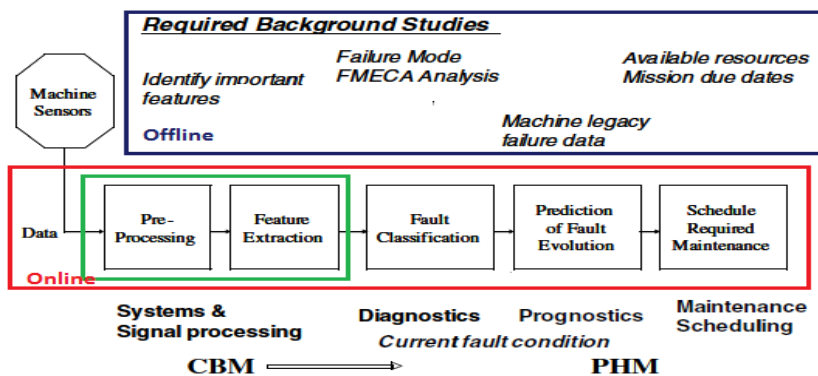 Required Background Studies
Failure Mode
FMECA Analysis
Available resources
Mission due dates
Identify important
features
Machine legacy
failure data
Offline
Machine
Sensors
Data
Pre-
Processing
Feature
Extraction
Fault
Classification
Prediction
of Fault
Evolution
Schedule
Required
Maintenance
Online
Systems &
Signal processing
Diagnostics
Prognostics
Maintenance
Scheduling
Current fault condition
CBM
PHM